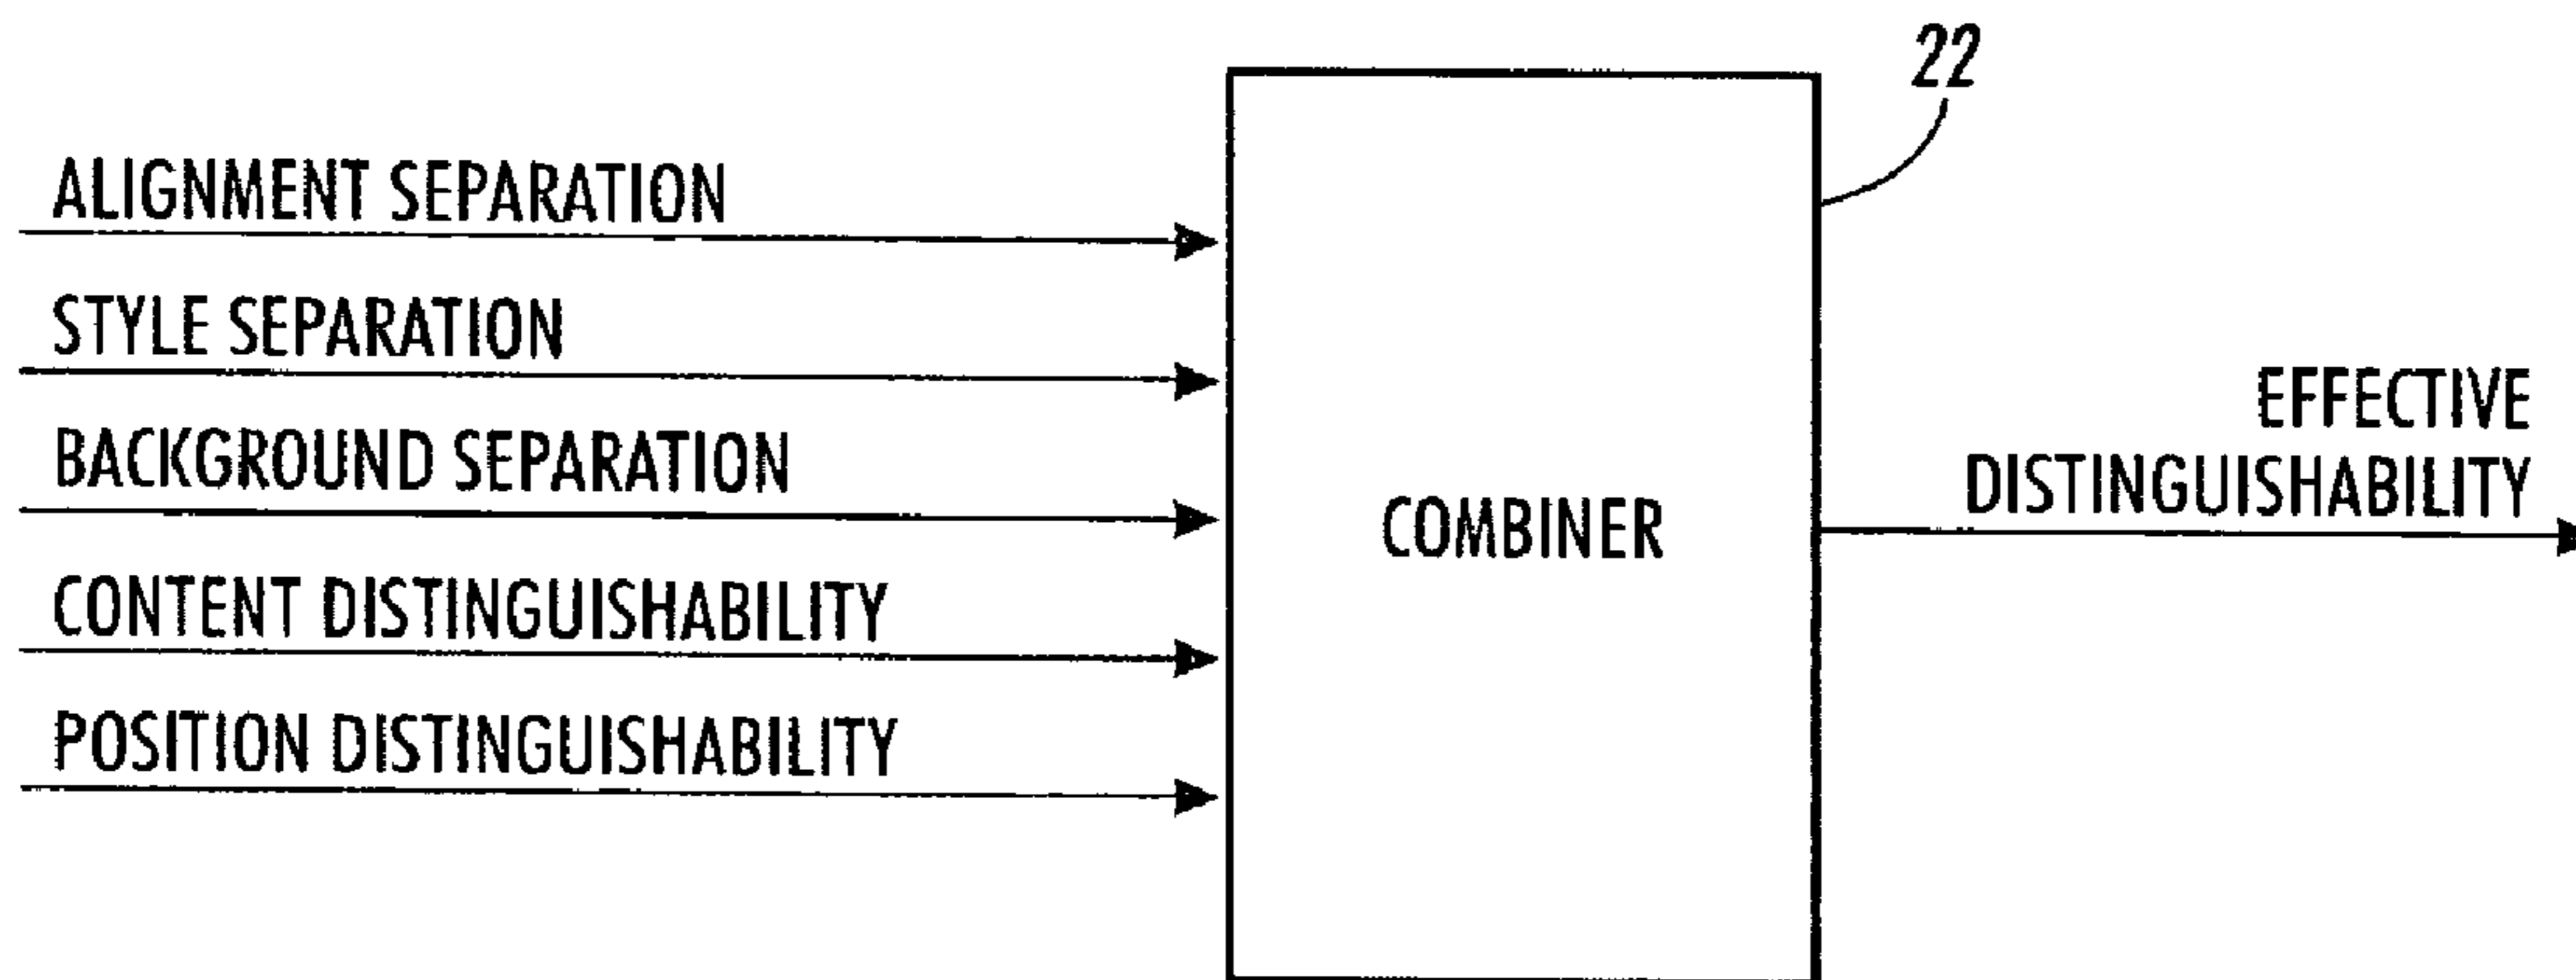 22
ALIGNMENT SEPARATION
STYLE SEPARATION
BACKGROUND SEPARATION
CONTENT DISTINGUISHABILITY
POSITION DISTINGUISHABILITY
COMBINER
EFFECTIVE
DISTINGUISHABILITY